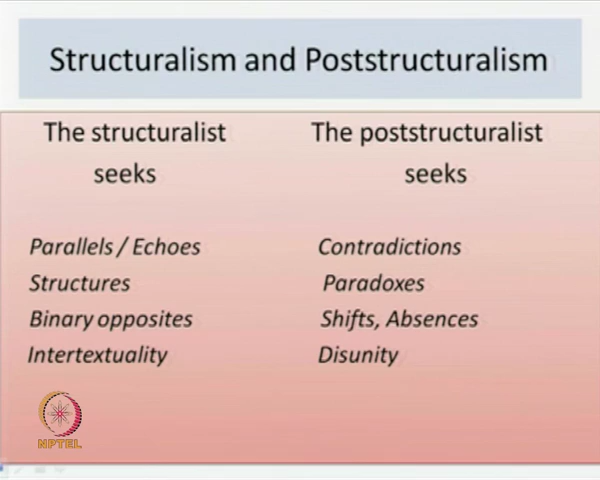 Structuralism and Poststructuralism
The structuralist
seeks
Parallels / Echoes
Structures
Binary opposites
Intertextuality
The poststructuralist
seeks
Contradictions
Paradoxes
Shifts, Absences
Disunity
NPTEL